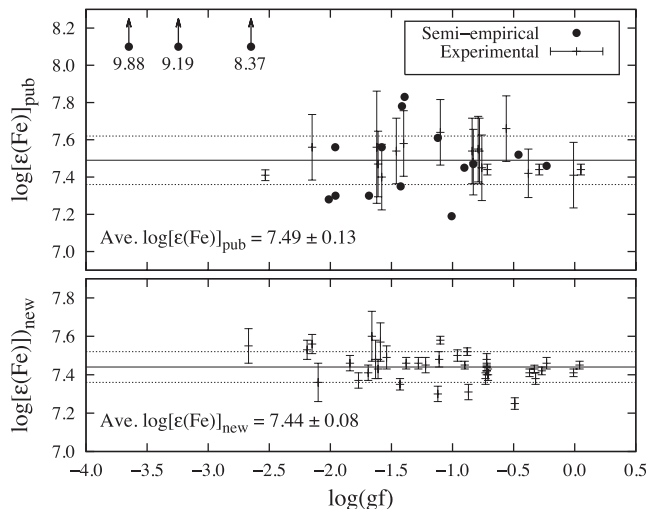 8.2
8.0
7.8
7.6
7.4
7.2
7.0
log[ε(Fe)]pub
9.88 9.19 8.37
Semi−empirical
Experimental
Ave. log[ε(Fe)]pub = 7.49 ± 0.13
7.8
7.6
7.4
7.2
7.0
log[ε(Fe])new
Ave. log[ε(Fe)]new = 7.44 ± 0.08
−4.0 −3.5 −3.0 −2.5 −2.0 −1.5 −1.0 −0.5 0.0 0.5
log(gf)